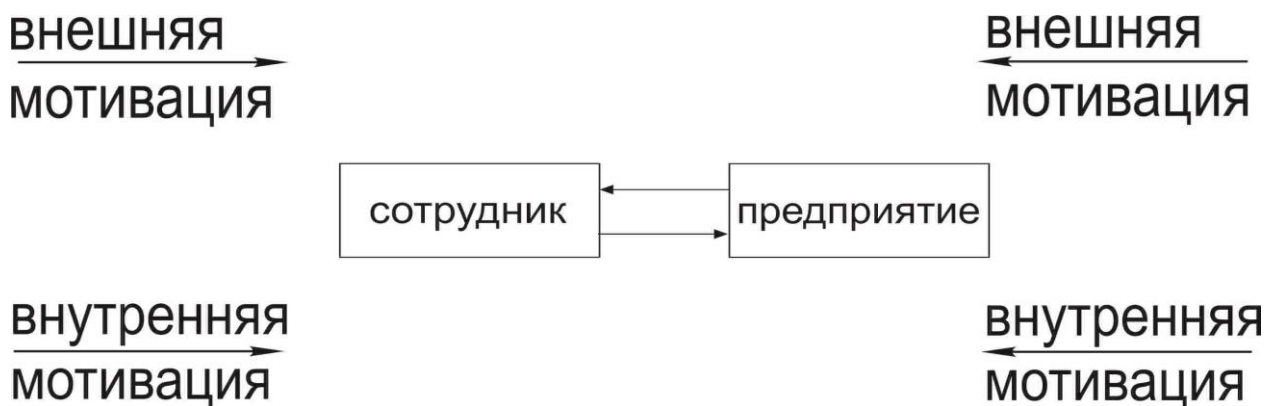 внешняя
мотивация
внешняя
мотивация
сотрудник
предприятие
внутренняя
мотивация
внутренняя
мотивация